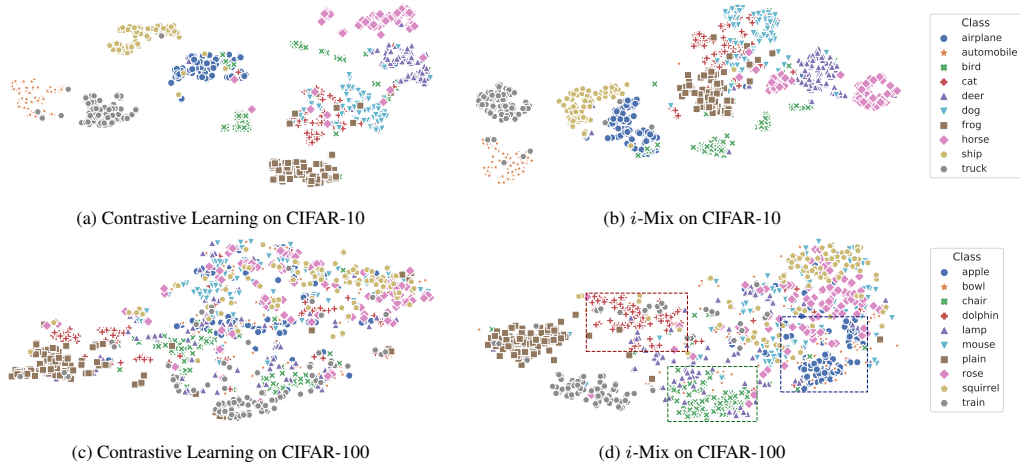 Class
airplane
automobile
bird
cat
deer
dog
frog
horse
ship
truck
(a) Contrastive Learning on CIFAR-10
(b) i-Mix on CIFAR-10
Class
apple
bowl
chair
dolphin
lamp
mouse
plain
rose
squirrel
train
(c) Contrastive Learning on CIFAR-100
(d) i-Mix on CIFAR-100